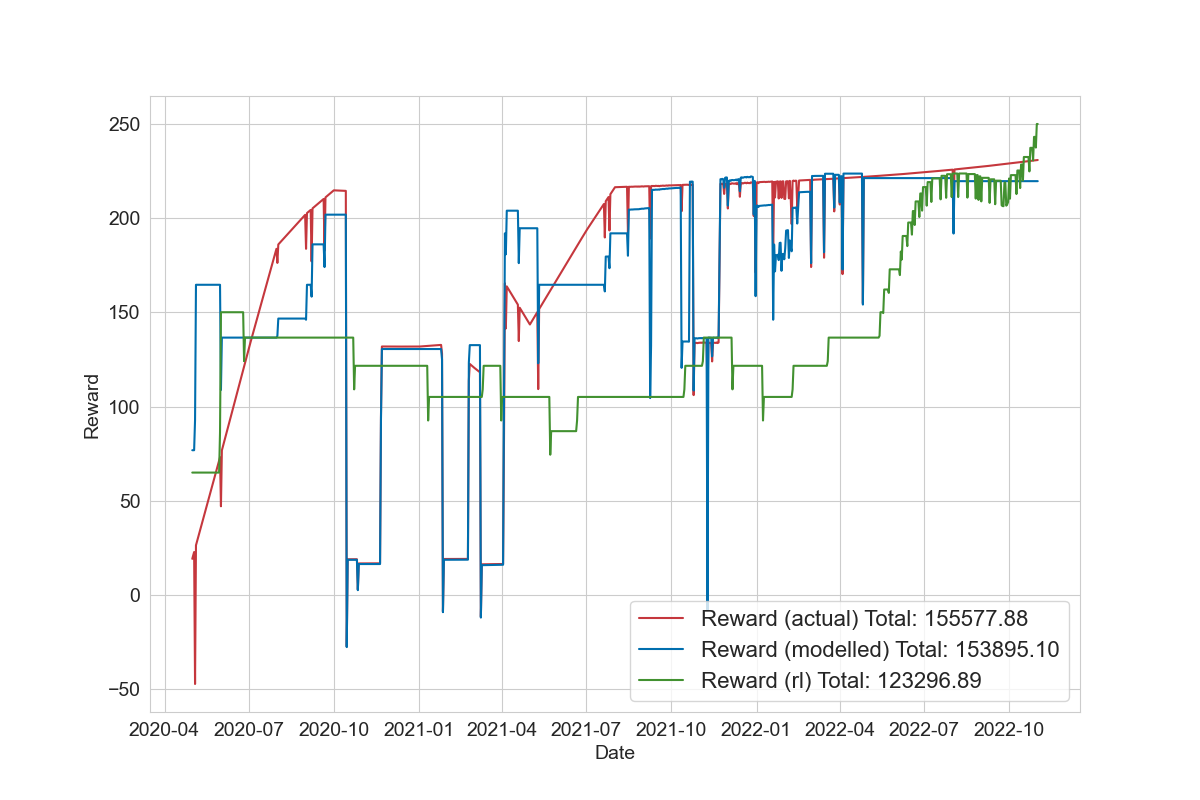 250
200
150
100
50
0
−50
Reward
Reward (actual) Total: 155577.88
Reward (modelled) Total: 153895.10
Reward (rl) Total: 123296.89
2020-04 2020-07 2020-10 2021-01 2021-04 2021-07 2021-10 2022-01 2022-04 2022-07 2022-10
Date